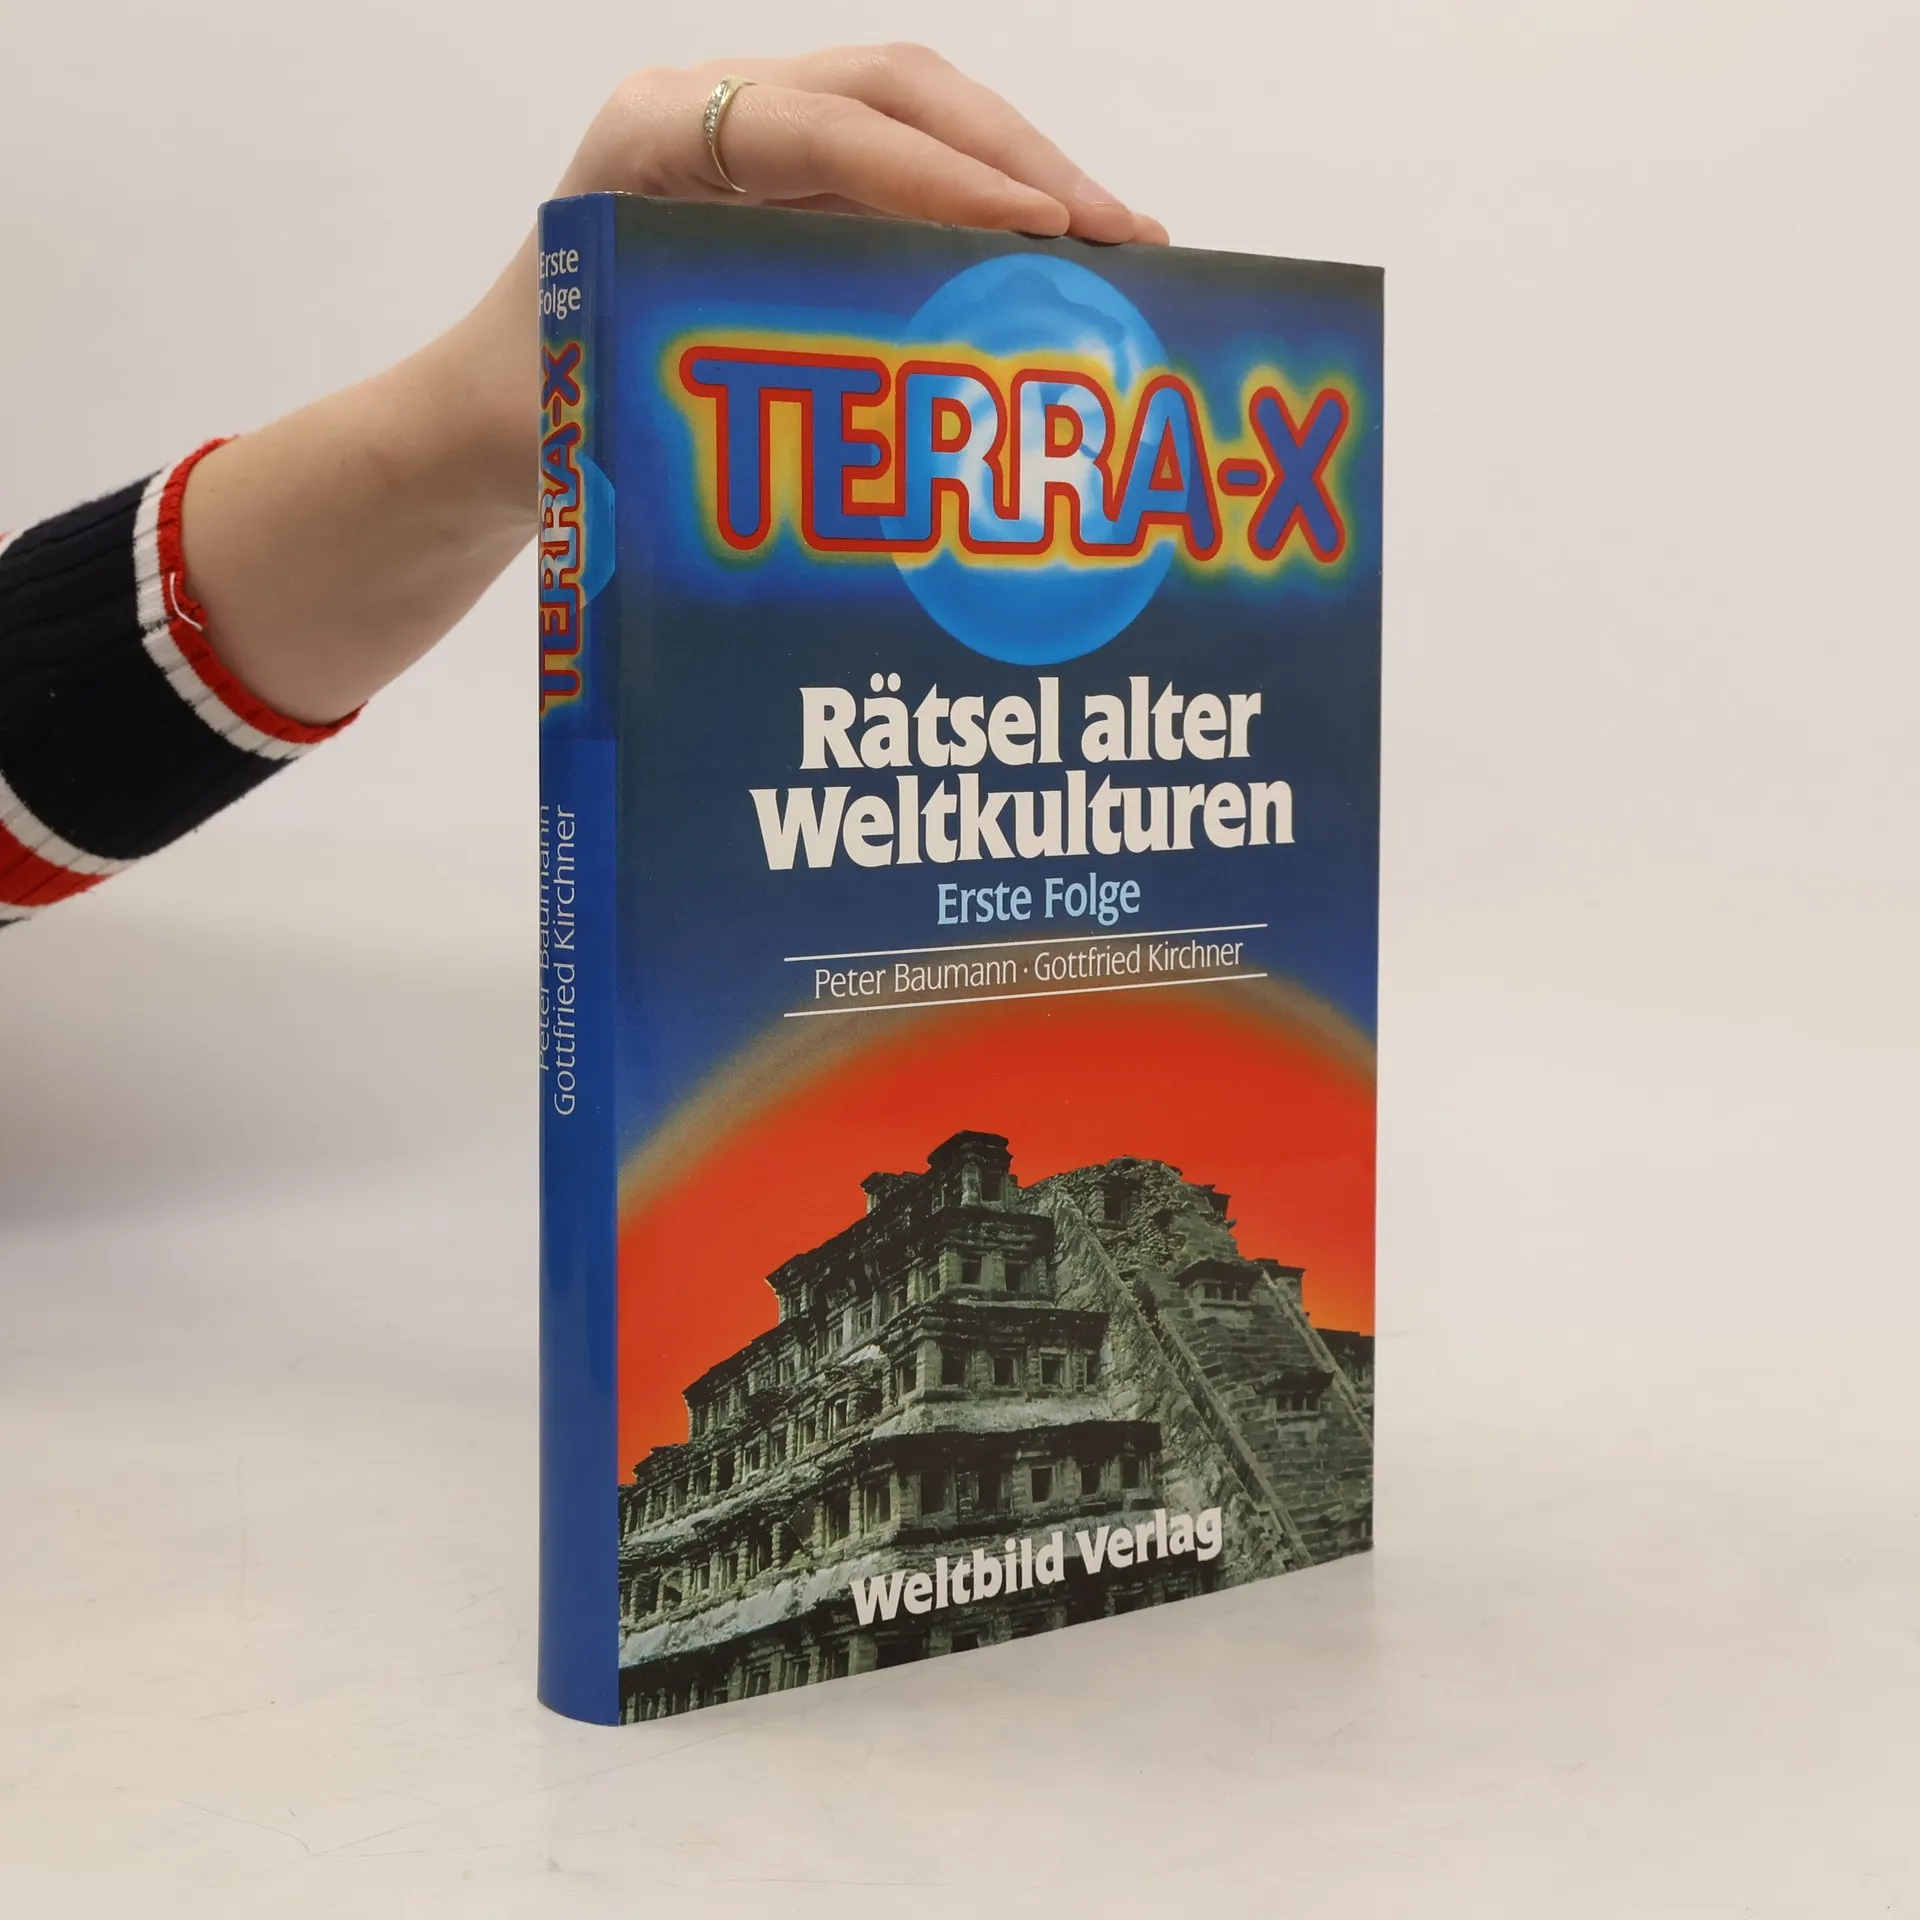 Erste
Folge
TERRA-X
Peter Baumann
Gottfried Kirchner
TERRA-X
Rätsel alter
Weltkulturen
Erste Folge
Peter Baumann · Gottfried Kirchner
Weltbild Verlag